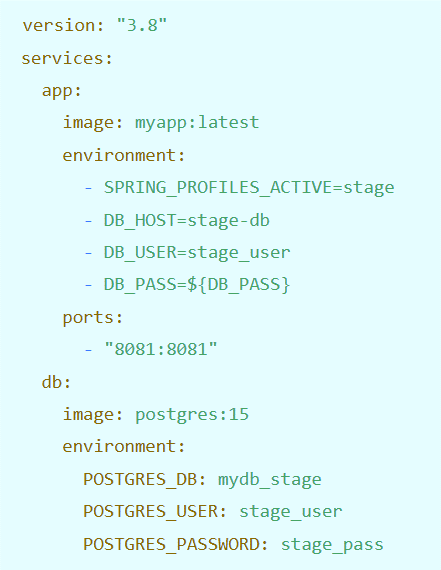 version: "3.8"
services:
  app:
    image: myapp:latest
    environment:
      - SPRING_PROFILES_ACTIVE=stage
      - DB_HOST=stage-db
      - DB_USER=stage_user
      - DB_PASS=${DB_PASS}
    ports:
      - "8081:8081"
  db:
    image: postgres:15
    environment:
      POSTGRES_DB: mydb_stage
      POSTGRES_USER: stage_user
      POSTGRES_PASSWORD: stage_pass